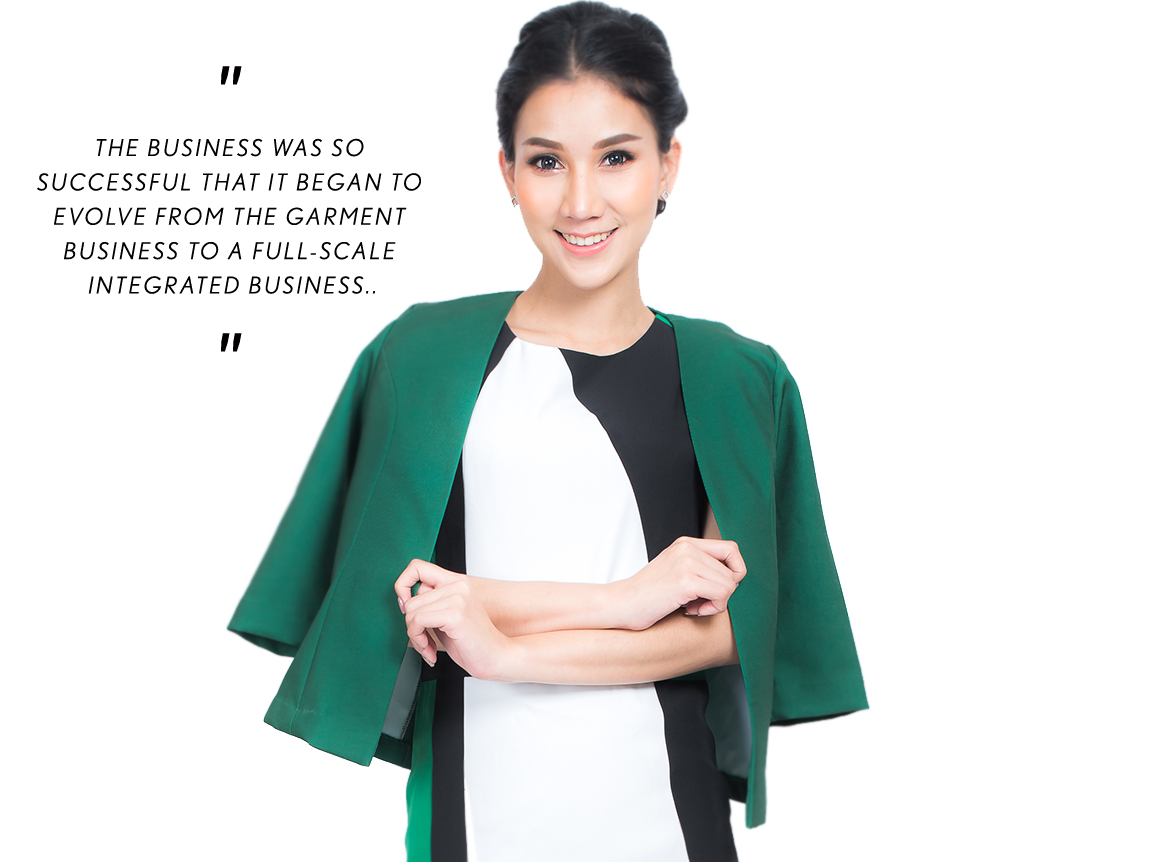 "
THE BUSINESS WAS SO
SUCCESSFUL THAT IT BEGAN TO
EVOLVE FROM THE GARMENT
BUSINESS TO A FULL-SCALE
INTEGRATED BUSINESS..
"